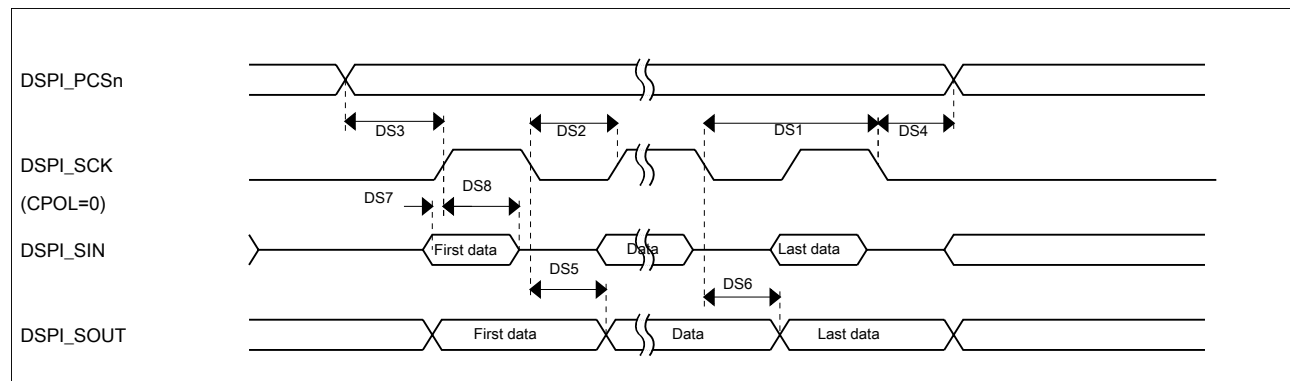 DSPI_PCSn
DS3
DS2
DS1
DS4
DSPI_SCK
(CPOL=0)
DS7
DS8
DSPI_SIN
First data
Data
Last data
DS5
DS6
DSPI_SOUT
First data
Data
Last data